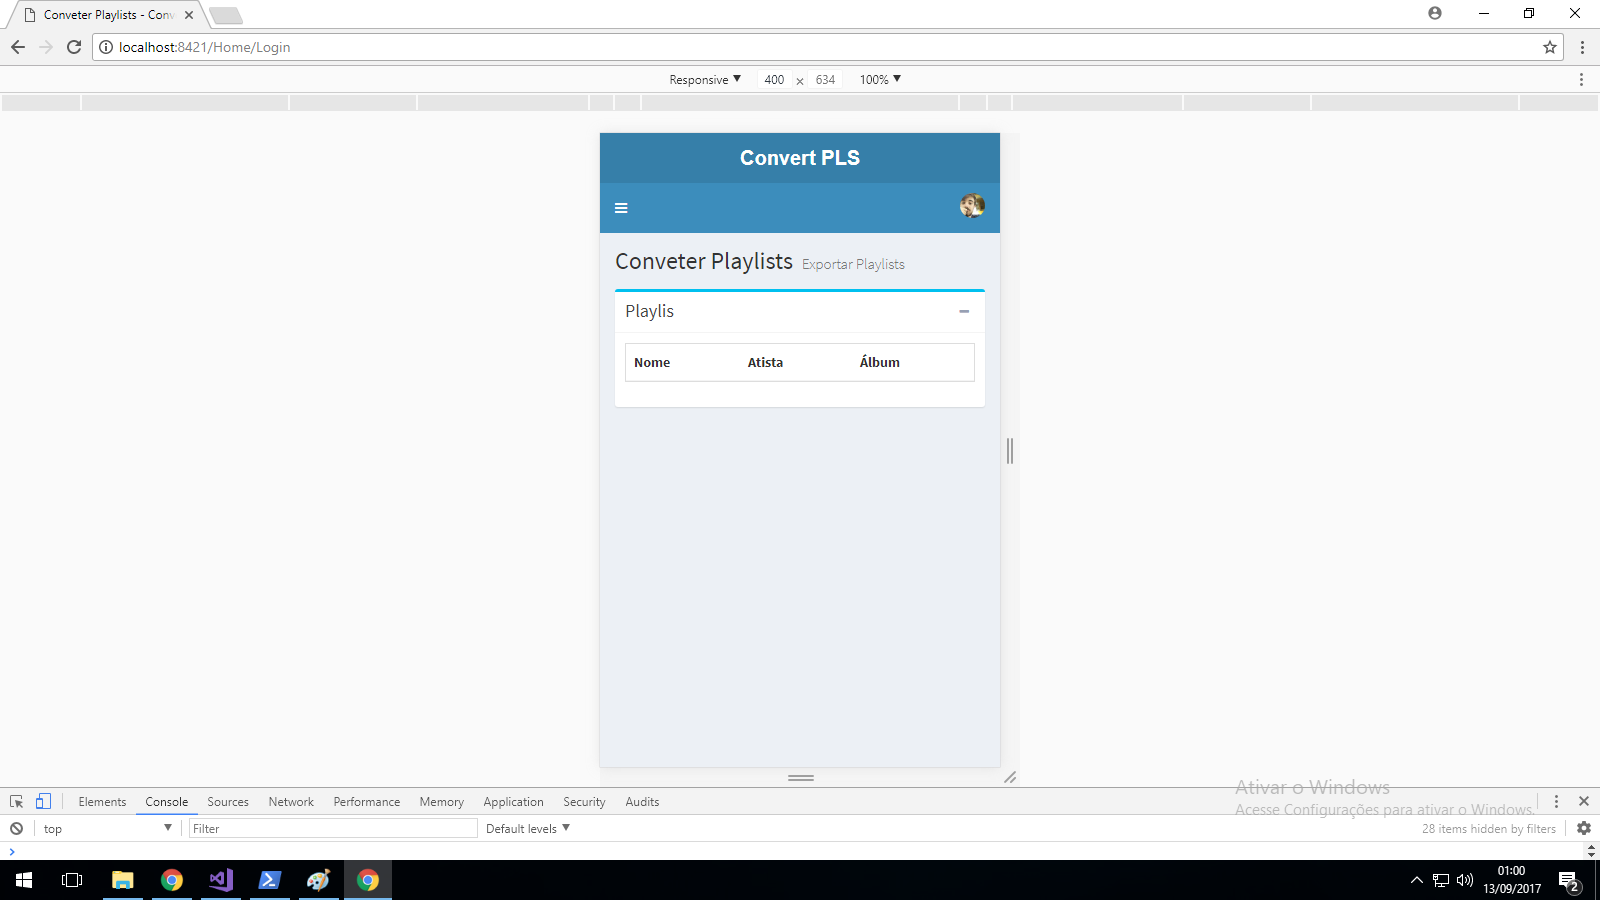 Conveter Playlists - Conv
localhost:8421/Home/Login
Responsive 400 × 634 100%
Convert PLS
Conveter Playlists Exportar Playlists
Playlis
Nome Atista Álbum
Ativar o Windows
Acesse Configurações para ativar o Windows.
Elements Console Sources Network Performance Memory Application Security Audits
top Filter Default levels 28 items hidden by filters
01:00
13/09/2017
2